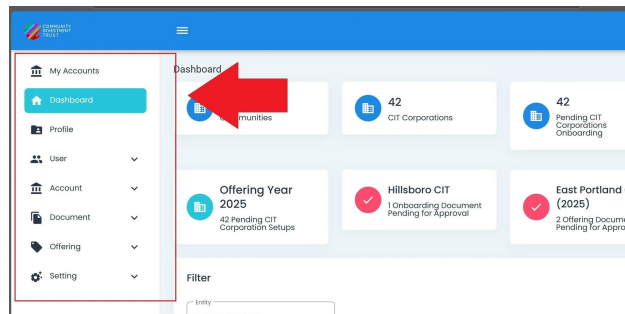 COMMUNITY
INVESTMENT
TRUST
My Accounts
Dashboard
Profile
User
Account
Document
Offering
Setting
Dashboard
42
CIT Corporations
42
Pending CIT
Corporations
Onboarding
Offering Year
2025
42 Pending CIT
Corporation Setups
Hillsboro CIT
1 Onboarding Document
Pending for Approval
East Portland
(2025)
2 Offering Docume
Pending for Appro
Filter
Entity